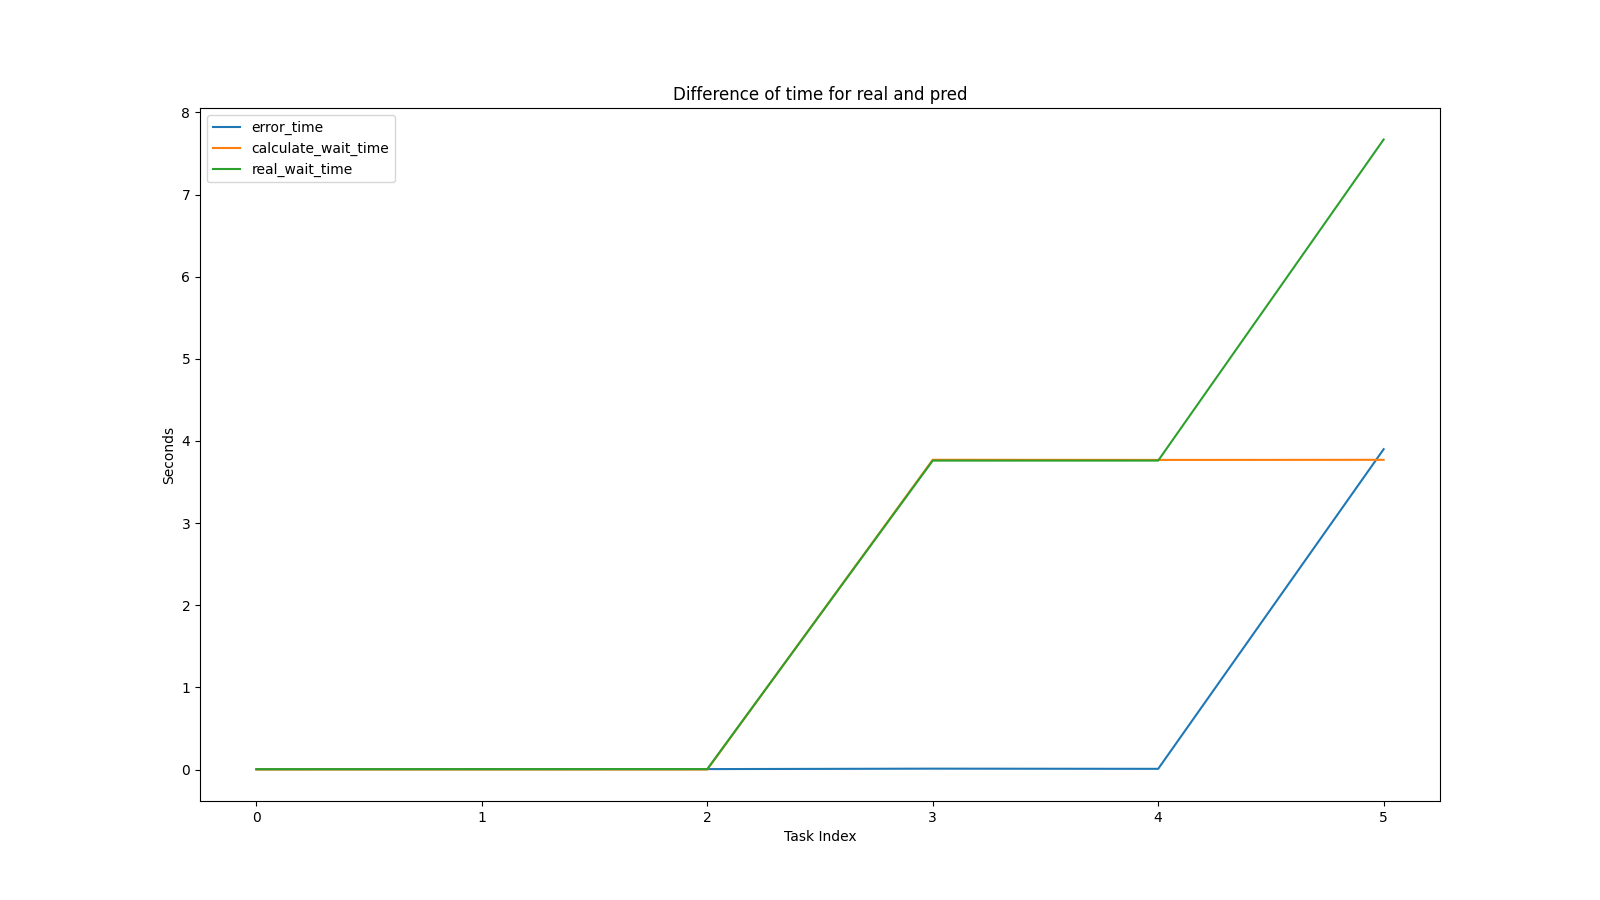 Difference of time for real and pred
error_time
calculate_wait_time
real_wait_time
8
7
6
5
4
3
2
1
0
Seconds
0 1 2 3 4 5
Task Index